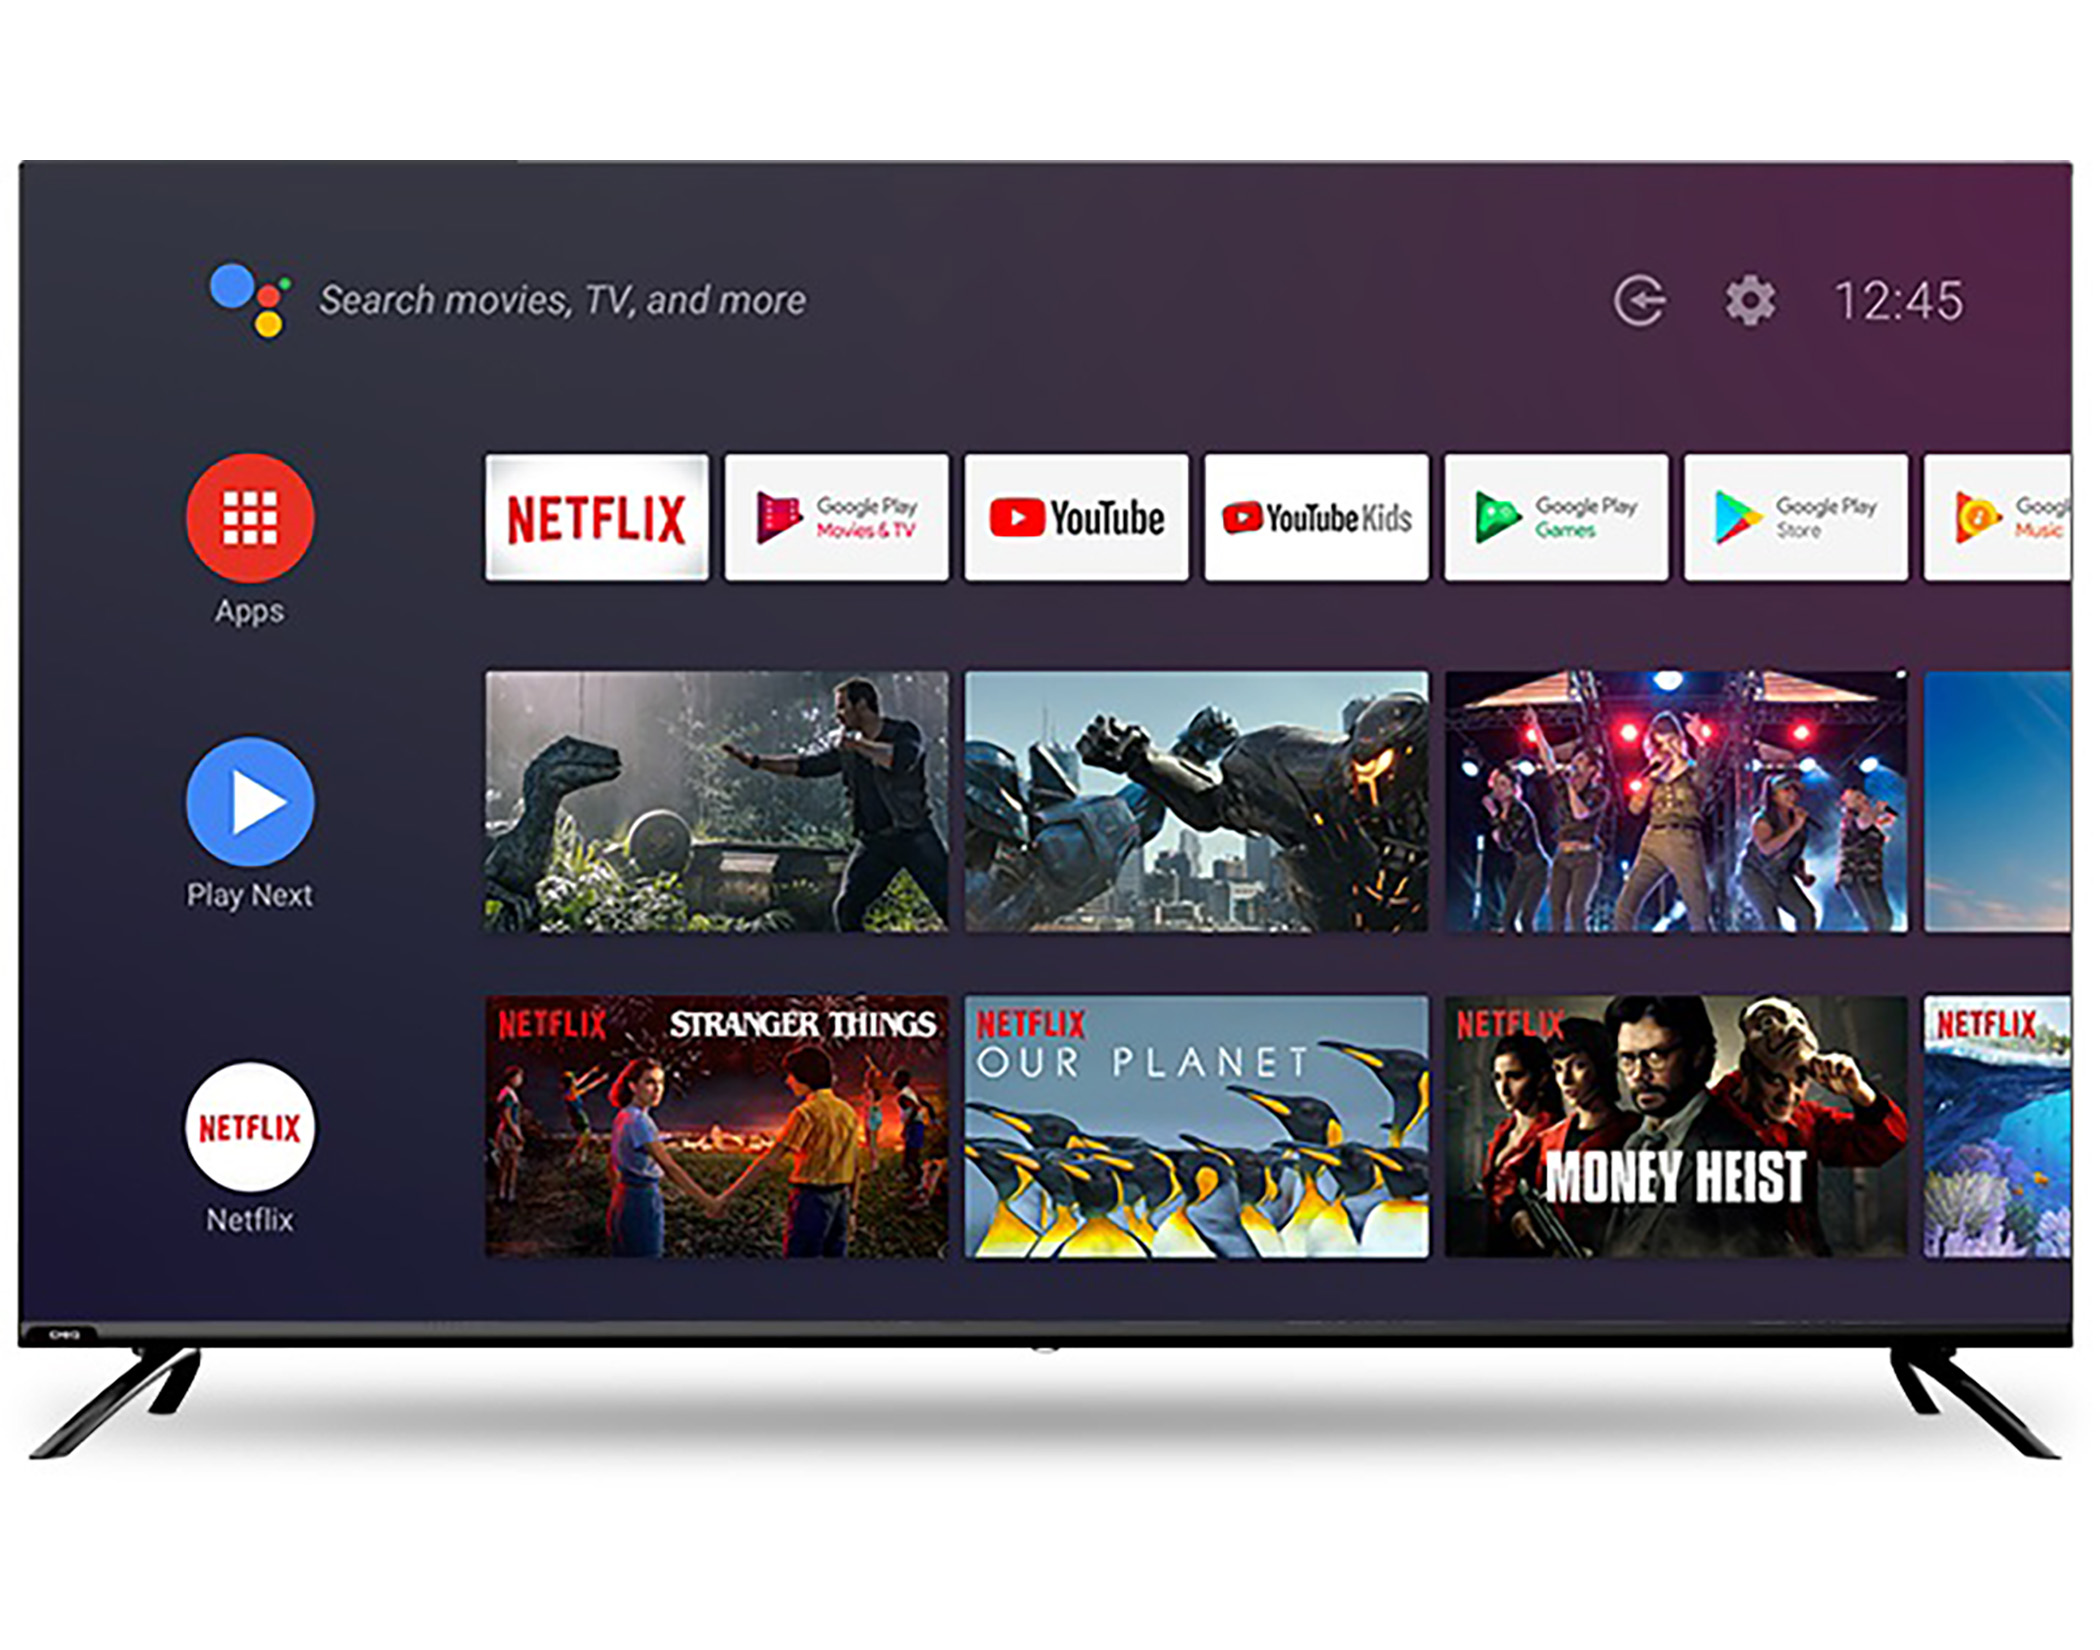 Search movies, TV, and more
12:45
NETFLIX
Google Play
Movies & TV
YouTube
YouTube Kids
Google Play
Games
Google Play
Store
Googl
Music
Apps
Play Next
NETFLIX
STRANGER THINGS
NETFLIX
OUR PLANET
NETFLIX
MONEY HEIST
NETFLIX
NETFLIX
Netflix
CHiQ